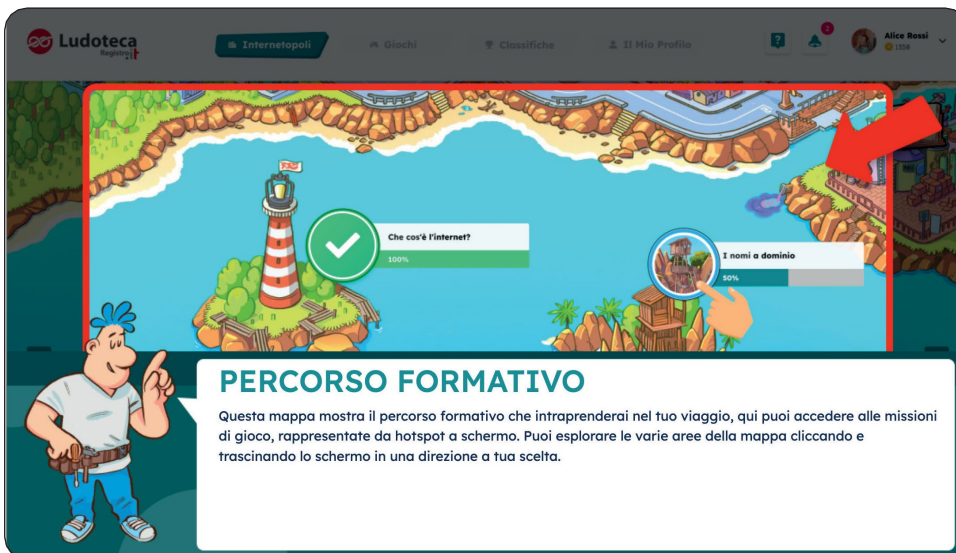 Ludoteca
Registro.it
Internetopoli
Giochi
Classifiche
Il Mio Profilo
Alice Rossi
1350
Che cos'è l'internet?
100%
I nomi a dominio
50%
PERCORSO FORMATIVO
Questa mappa mostra il percorso formativo che intraprenderai nel tuo viaggio, qui puoi accedere alle missioni
di gioco, rappresentate da hotspot a schermo. Puoi esplorare le varie aree della mappa cliccando e
trascinando lo schermo in una direzione a tua scelta.